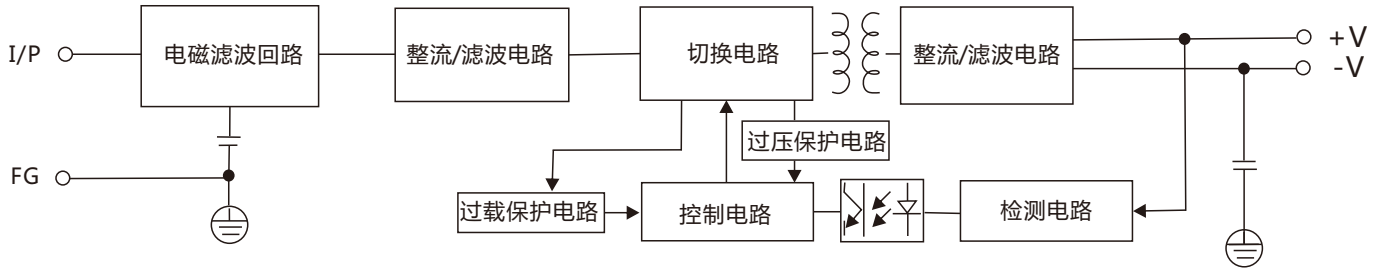 I/P
电磁滤波回路
整流/滤波电路
切换电路
整流/滤波电路
+V
-V
过压保护电路
FG
过载保护电路
控制电路
检测电路